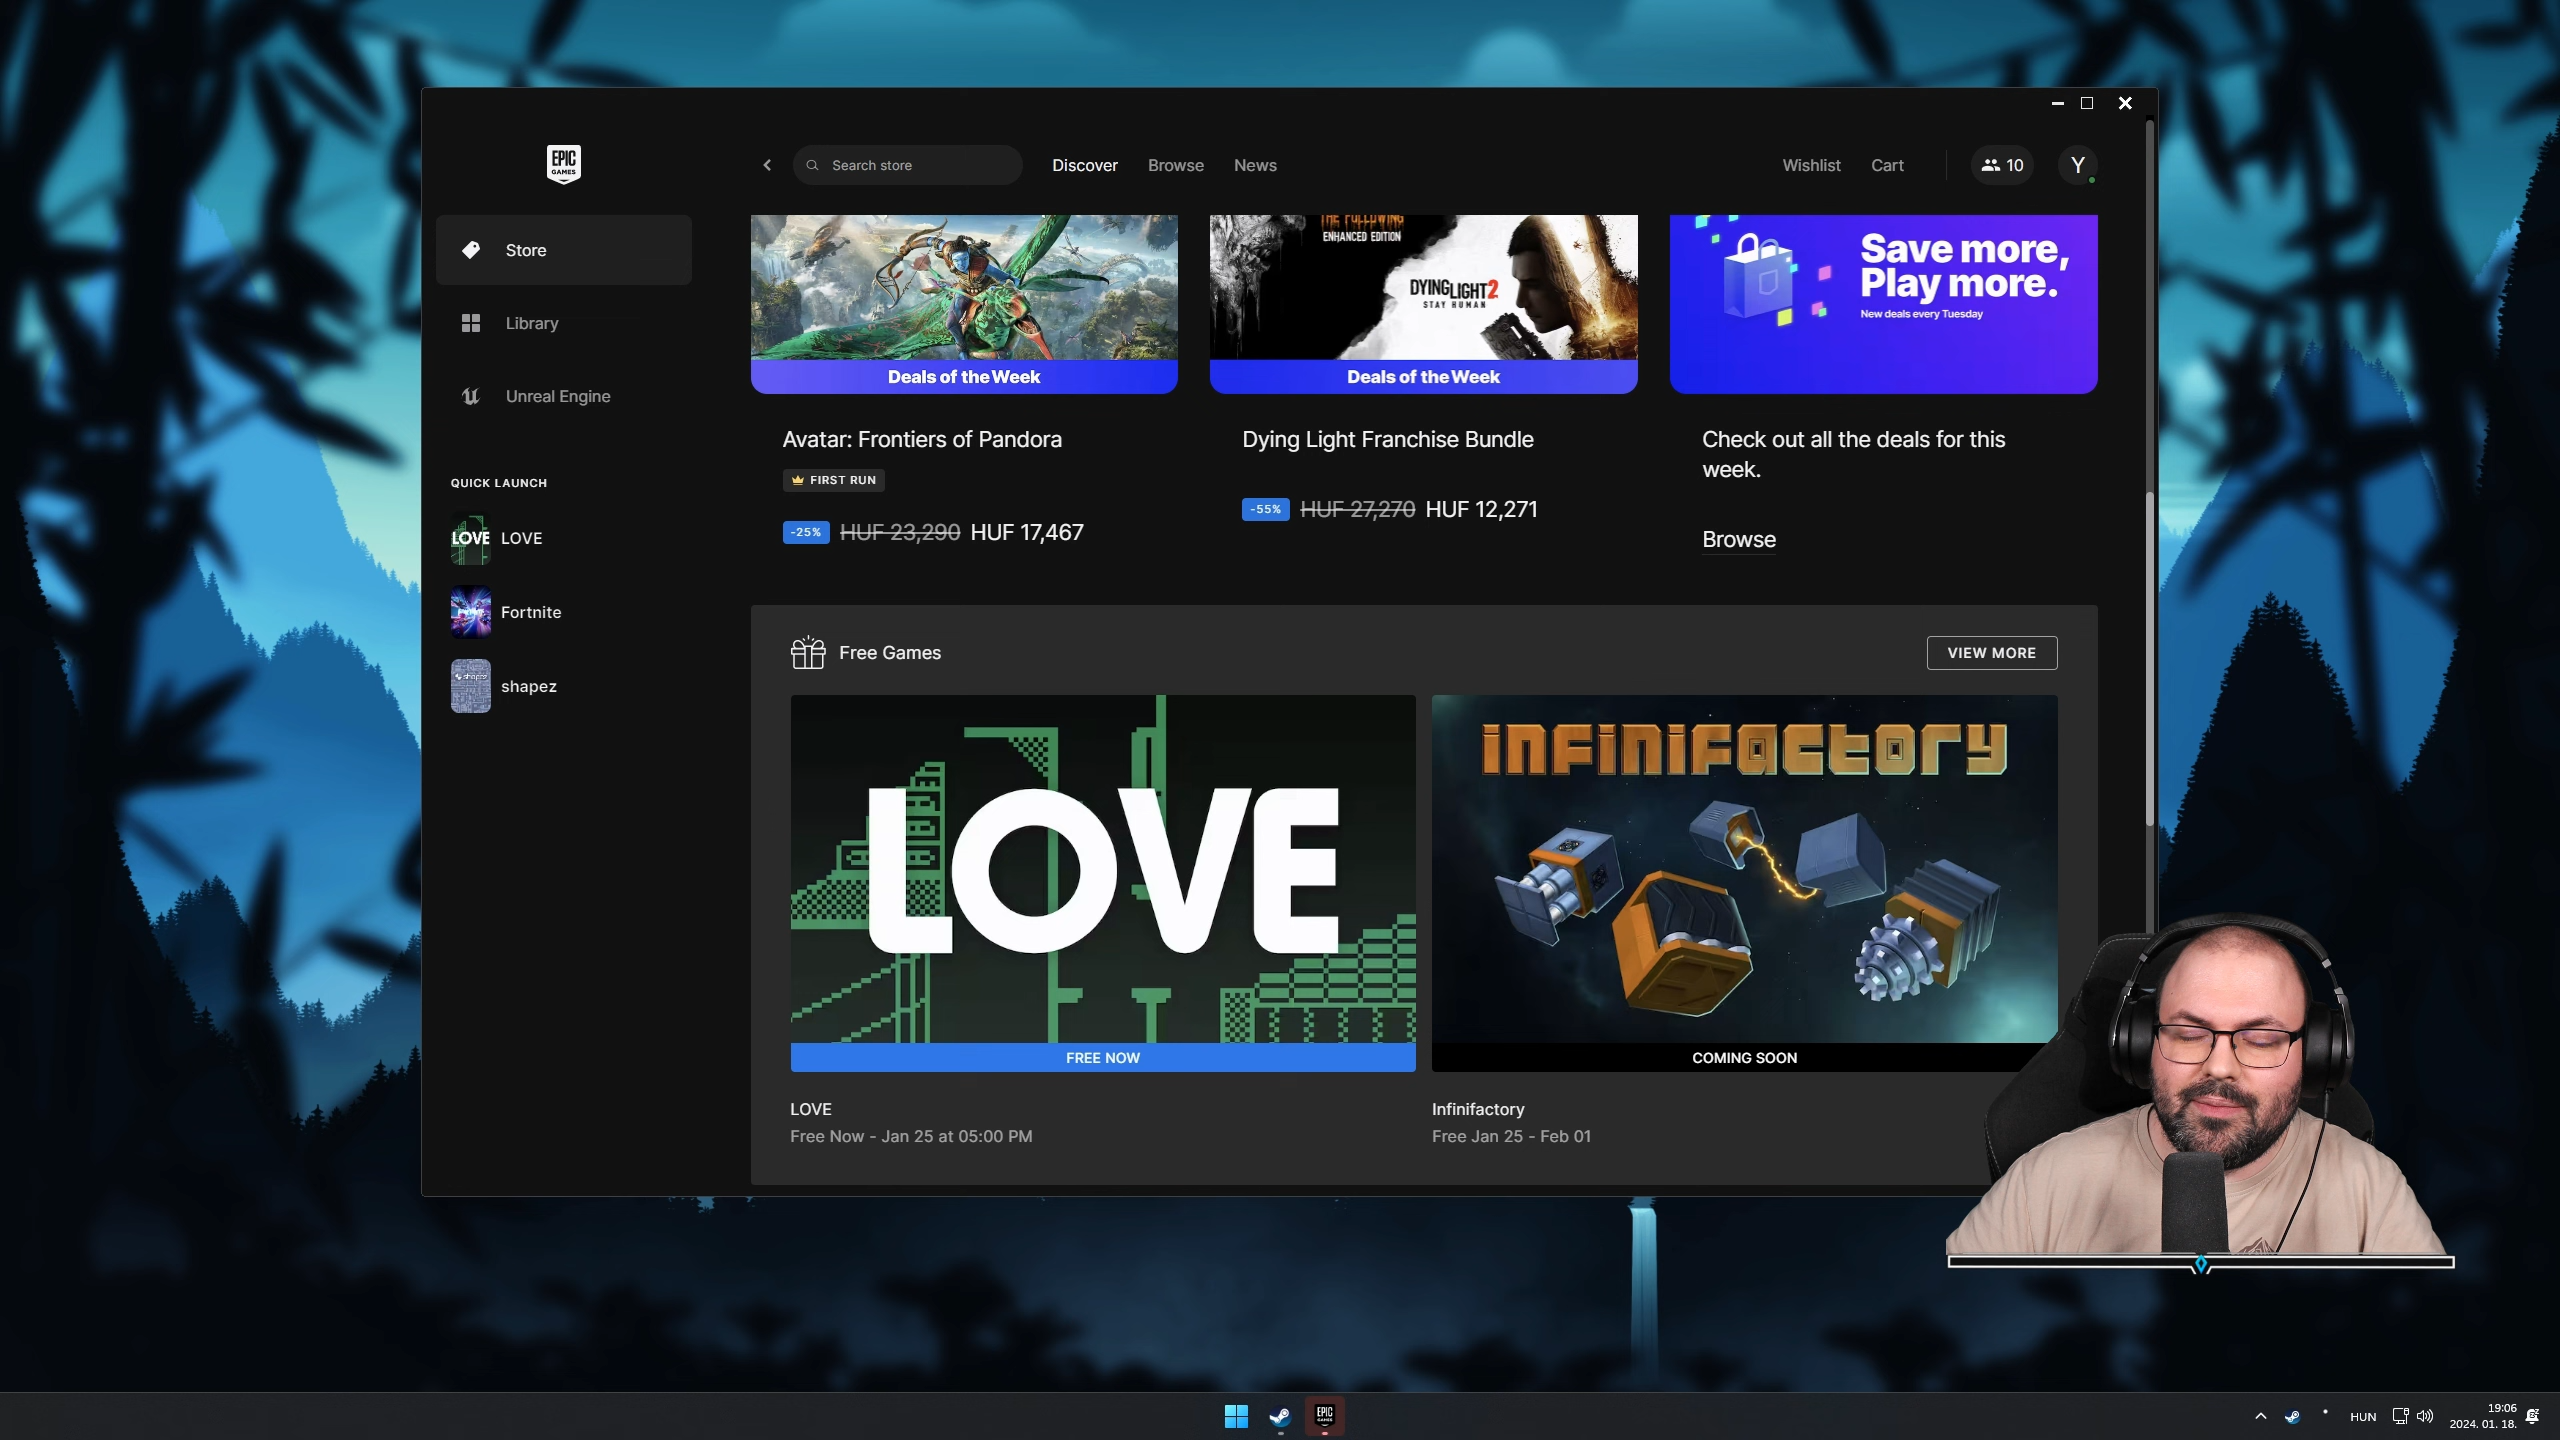 EPIC
GAMES
Search store
Discover
Browse
News
Wishlist
Cart
10
Y
Store
Library
Unreal Engine
QUICK LAUNCH
LOVE
LOVE
Fortnite
shapez
shapez
THE FOLLOWING
ENHANCED EDITION
DYING LIGHT 2
STAY HUMAN
Save more,
Play more.
New deals every Tuesday
Deals of the Week
Deals of the Week
Avatar: Frontiers of Pandora
FIRST RUN
-25% HUF 23,290 HUF 17,467
Dying Light Franchise Bundle
-55% HUF 27,270 HUF 12,271
Check out all the deals for this
week.
Browse
Free Games
VIEW MORE
LOVE
FREE NOW
LOVE
Free Now - Jan 25 at 05:00 PM
INFINIFACTORY
COMING SOON
Infinifactory
Free Jan 25 - Feb 01
EPIC
GAMES
HUN
19:06
2024. 01. 18.